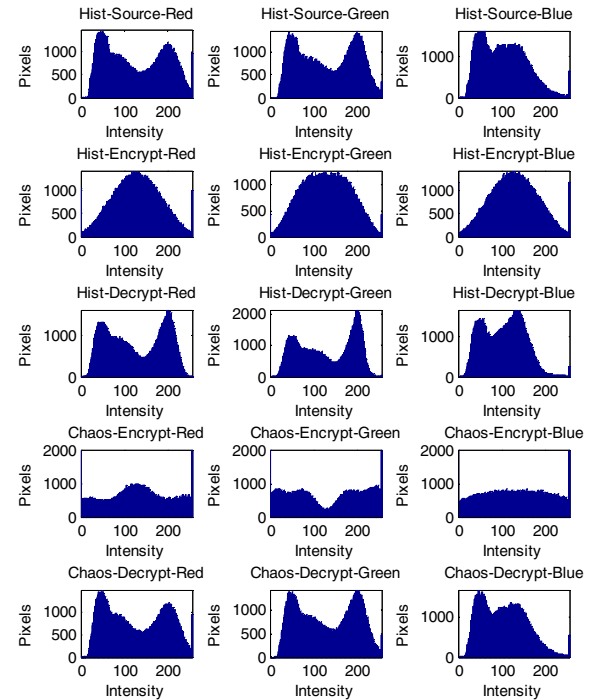 Hist-Source-Red
Hist-Source-Green
Hist-Source-Blue
Pixels
1000
500
0
0 100 200
Intensity
Pixels
1000
500
0
0 100 200
Intensity
Pixels
1000
0
0 100 200
Intensity
Hist-Encrypt-Red
Hist-Encrypt-Green
Hist-Encrypt-Blue
Pixels
1000
500
0
0 100 200
Intensity
Pixels
1000
500
0
0 100 200
Intensity
Pixels
1000
500
0
0 100 200
Intensity
Hist-Decrypt-Red
Hist-Decrypt-Green
Hist-Decrypt-Blue
Pixels
1000
0
0 100 200
Intensity
Pixels
2000
1000
0
0 100 200
Intensity
Pixels
1000
0
0 100 200
Intensity
Chaos-Encrypt-Red
Chaos-Encrypt-Green
Chaos-Encrypt-Blue
Pixels
2000
1000
0
0 100 200
Intensity
Pixels
2000
1000
0
0 100 200
Intensity
Pixels
2000
1000
0
0 100 200
Intensity
Chaos-Decrypt-Red
Chaos-Decrypt-Green
Chaos-Decrypt-Blue
Pixels
1000
500
0
0 100 200
Intensity
Pixels
1000
500
0
0 100 200
Intensity
Pixels
1000
0
0 100 200
Intensity